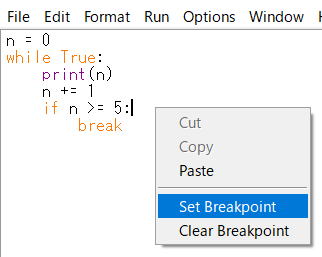 File Edit Format Run Options Window H
n = 0
while True:
    print(n)
    n += 1
    if n >= 5:
        break
Cut
Copy
Paste
Set Breakpoint
Clear Breakpoint